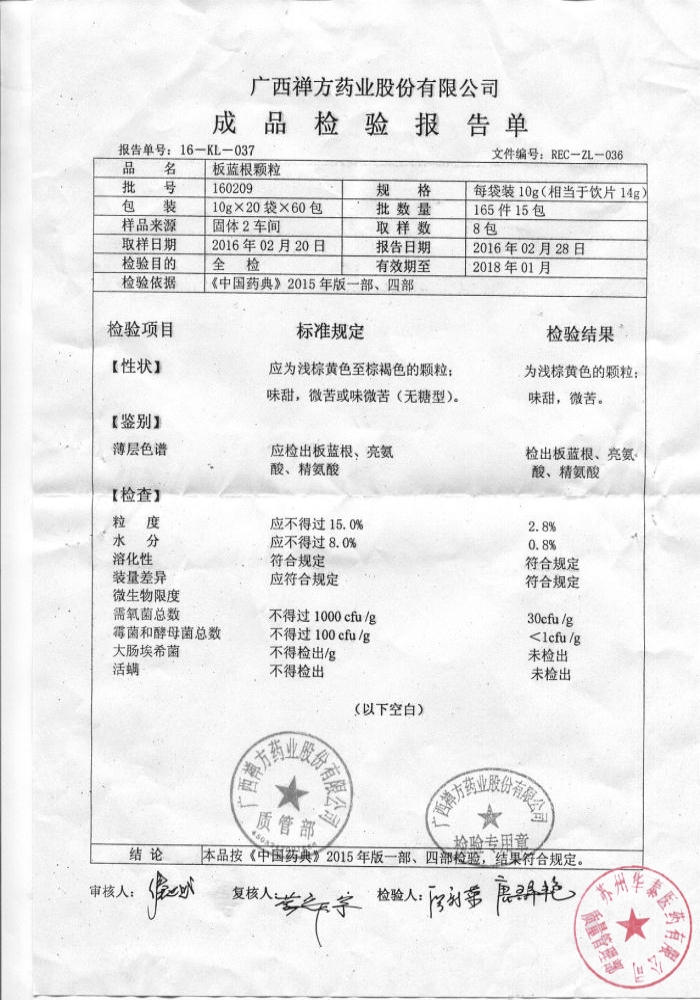 广西禅方药业股份有限公司
成品检验报告单
报告单号：16-KL-037 文件编号：REC-ZL-036
品名 板蓝根颗粒
批号 160209 规格 每袋装10g（相当于饮片14g）
包装 10g×20袋×60包 批数量 165件15包
样品来源 固体2车间 取样数 8包
取样日期 2016年02月20日 报告日期 2016年02月28日
检验目的 全检 有效期至 2018年01月
检验依据 《中国药典》2015年版一部、四部
检验项目 标准规定 检验结果
【性状】 应为浅棕黄色至棕褐色的颗粒； 为浅棕黄色的颗粒；
味甜，微苦或味微苦（无糖型）。 味甜，微苦。
【鉴别】
薄层色谱 应检出板蓝根、亮氨 检出板蓝根、亮氨
酸、精氨酸 酸、精氨酸
【检查】
粒度 应不得过15.0% 2.8%
水分 应不得过8.0% 0.8%
溶化性 符合规定 符合规定
装量差异 应符合规定 符合规定
微生物限度
需氧菌总数 不得过1000 cfu/g 30cfu/g
霉菌和酵母菌总数 不得过100 cfu/g ＜1cfu/g
大肠埃希菌 不得检出/g 未检出
活螨 不得检出 未检出
（以下空白）
广西禅方药业股份有限公司
质管部
广西禅方药业股份有限公司
检验专用章
结论 本品按《中国药典》2015年版一部、四部检验，结果符合规定。
审核人： 复核人： 检验人：
苏州华泰医药有限公司
质量管理部